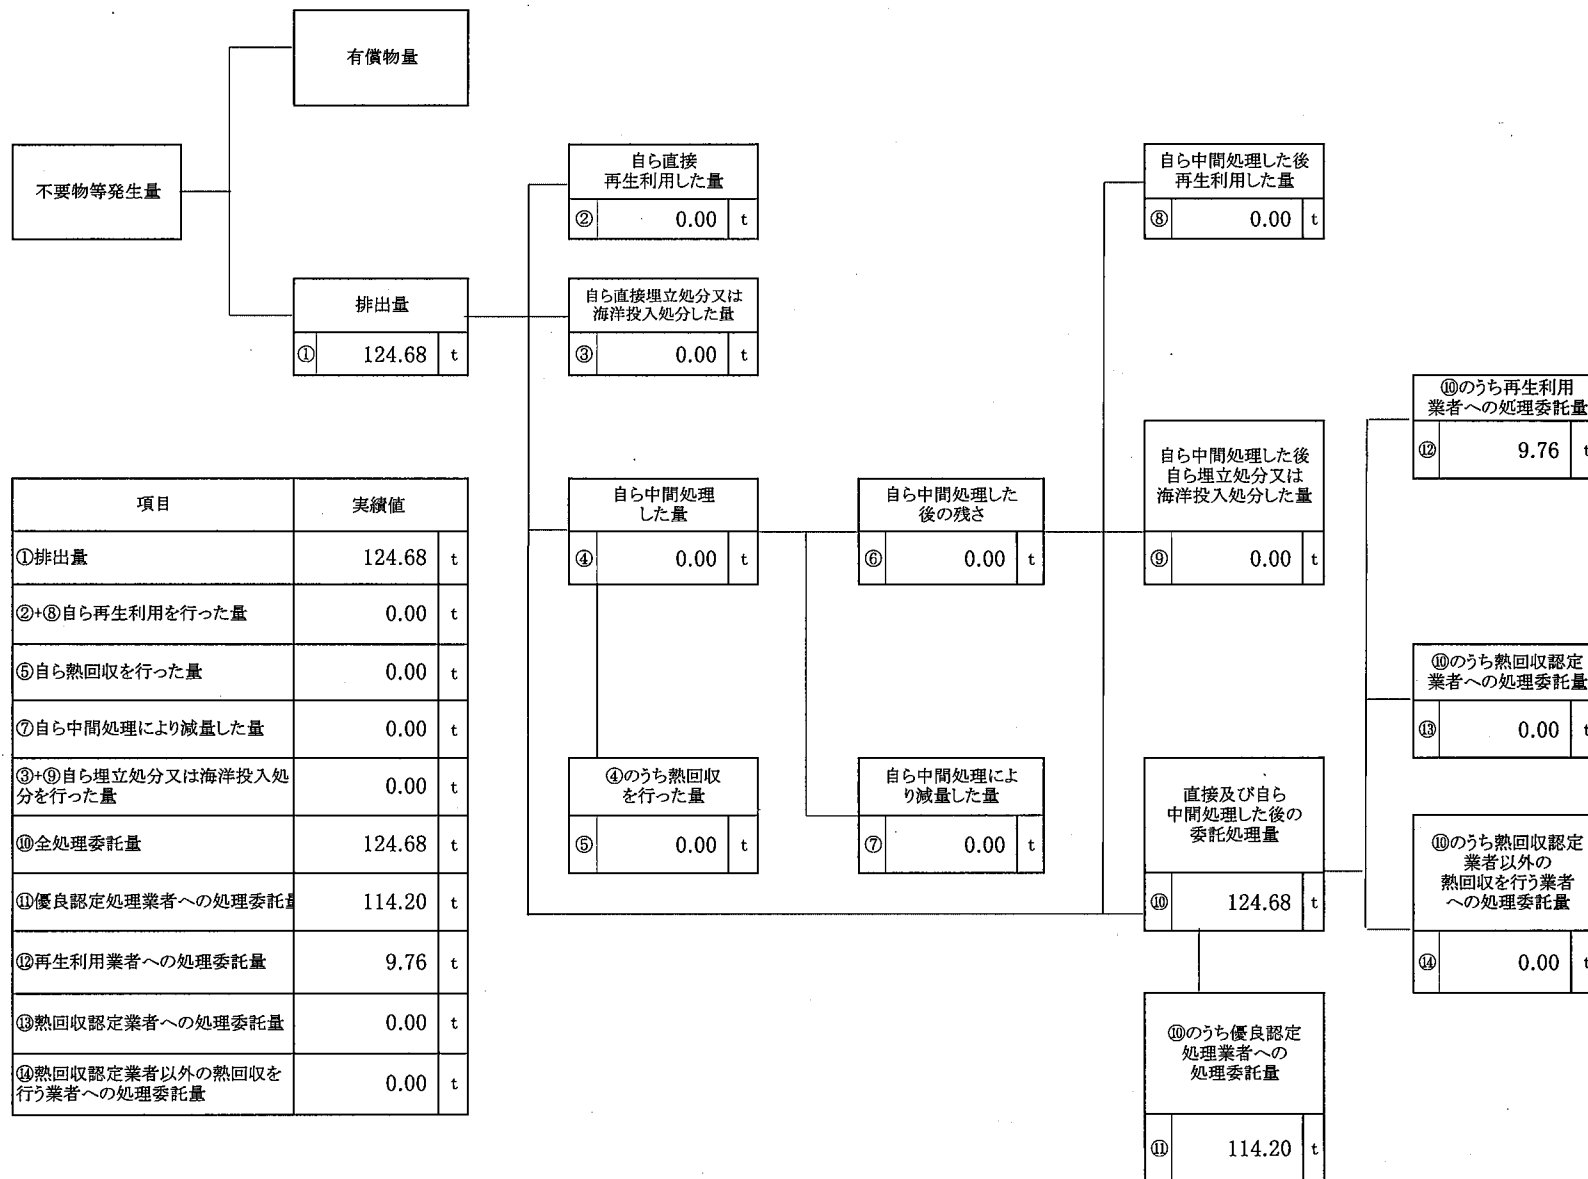 有償物量
不要物等発生量
排出量
① 124.68 t
自ら直接
再生利用した量
② 0.00 t
自ら直接埋立処分又は
海洋投入処分した量
③ 0.00 t
自ら中間処理
した量
④ 0.00 t
④のうち熱回収
を行った量
⑤ 0.00 t
自ら中間処理した
後の残さ
⑥ 0.00 t
自ら中間処理によ
り減量した量
⑦ 0.00 t
自ら中間処理した後
再生利用した量
⑧ 0.00 t
自ら中間処理した後
自ら埋立処分又は
海洋投入処分した量
⑨ 0.00 t
直接及び自ら
中間処理した後の
委託処理量
⑩ 124.68 t
⑩のうち優良認定
処理業者への
処理委託量
⑪ 114.20 t
⑩のうち再生利用
業者への処理委託量
⑫ 9.76 t
⑩のうち熱回収認定
業者への処理委託量
⑬ 0.00 t
⑩のうち熱回収認定
業者以外の
熱回収を行う業者
への処理委託量
⑭ 0.00 t
項目 実績値
①排出量 124.68 t
②+⑧自ら再生利用を行った量 0.00 t
⑤自ら熱回収を行った量 0.00 t
⑦自ら中間処理により減量した量 0.00 t
③+⑨自ら埋立処分又は海洋投入処
分を行った量 0.00 t
⑩全処理委託量 124.68 t
⑪優良認定処理業者への処理委託量 114.20 t
⑫再生利用業者への処理委託量 9.76 t
⑬熱回収認定業者への処理委託量 0.00 t
⑭熱回収認定業者以外の熱回収を
行う業者への処理委託量 0.00 t